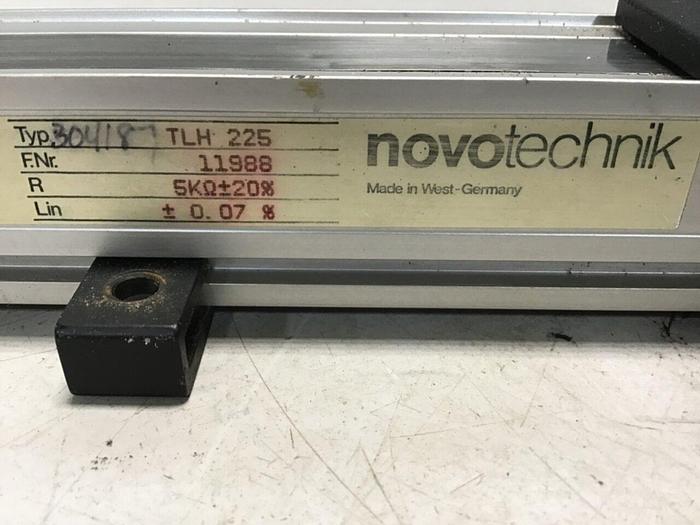 Typ. 304187 TLH 225
F.Nr. 11988
R 5KΩ±20%
Lin ± 0.07 %
novotechnik
Made in West-Germany